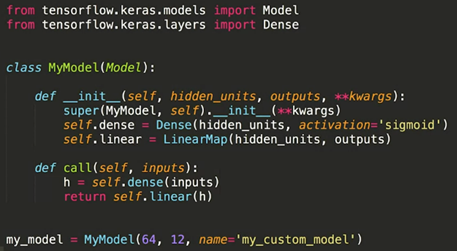 from tensorflow.keras.models import Model
from tensorflow.keras.layers import Dense
class MyModel(Model):
def __init__(self, hidden_units, outputs, **kwargs):
super(MyModel, self).__init__(**kwargs)
self.dense = Dense(hidden_units, activation='sigmoid')
self.linear = LinearMap(hidden_units, outputs)
def call(self, inputs):
h = self.dense(inputs)
return self.linear(h)
my_model = MyModel(64, 12, name='my_custom_model')